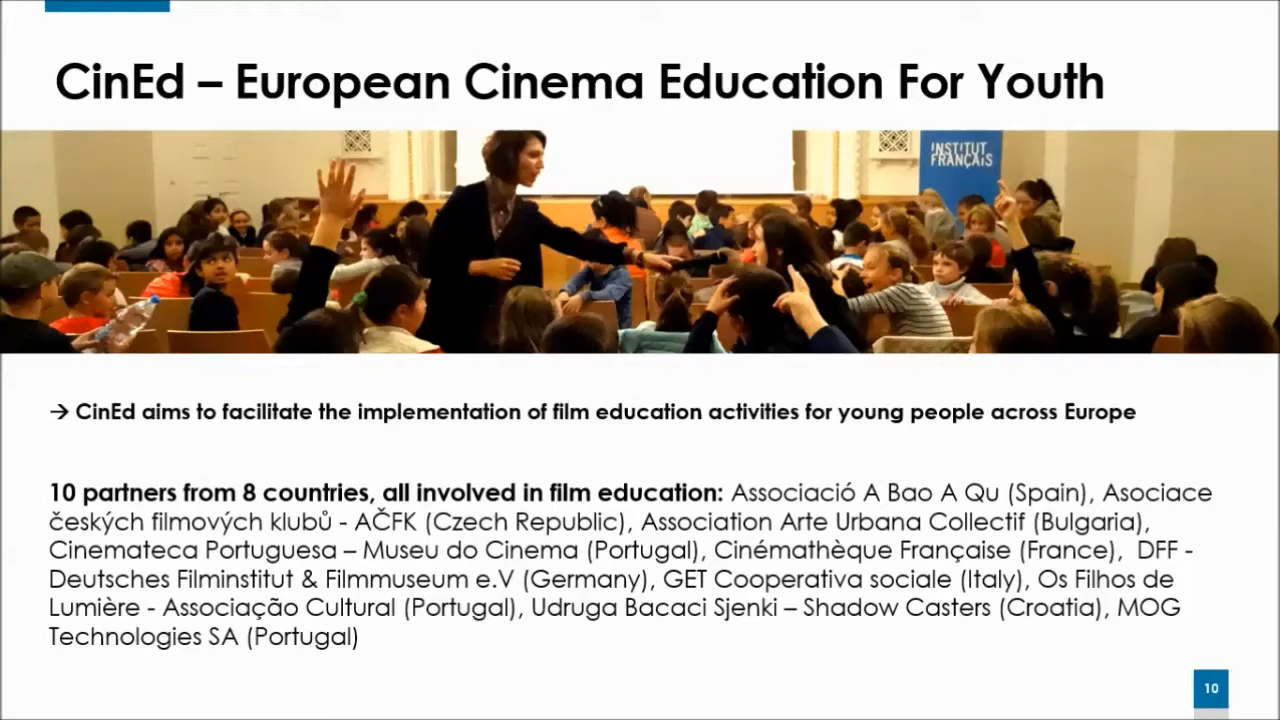 CinEd – European Cinema Education For Youth
INSTITUT
FRANÇAIS
→ CinEd aims to facilitate the implementation of film education activities for young people across Europe
10 partners from 8 countries, all involved in film education: Associació A Bao A Qu (Spain), Asociace
českých filmových klubů - AČFK (Czech Republic), Association Arte Urbana Collectif (Bulgaria),
Cinemateca Portuguesa – Museu do Cinema (Portugal), Cinémathèque Française (France),  DFF -
Deutsches Filminstitut & Filmmuseum e.V (Germany), GET Cooperativa sociale (Italy), Os Filhos de
Lumière - Associação Cultural (Portugal), Udruga Bacaci Sjenki – Shadow Casters (Croatia), MOG
Technologies SA (Portugal)
10